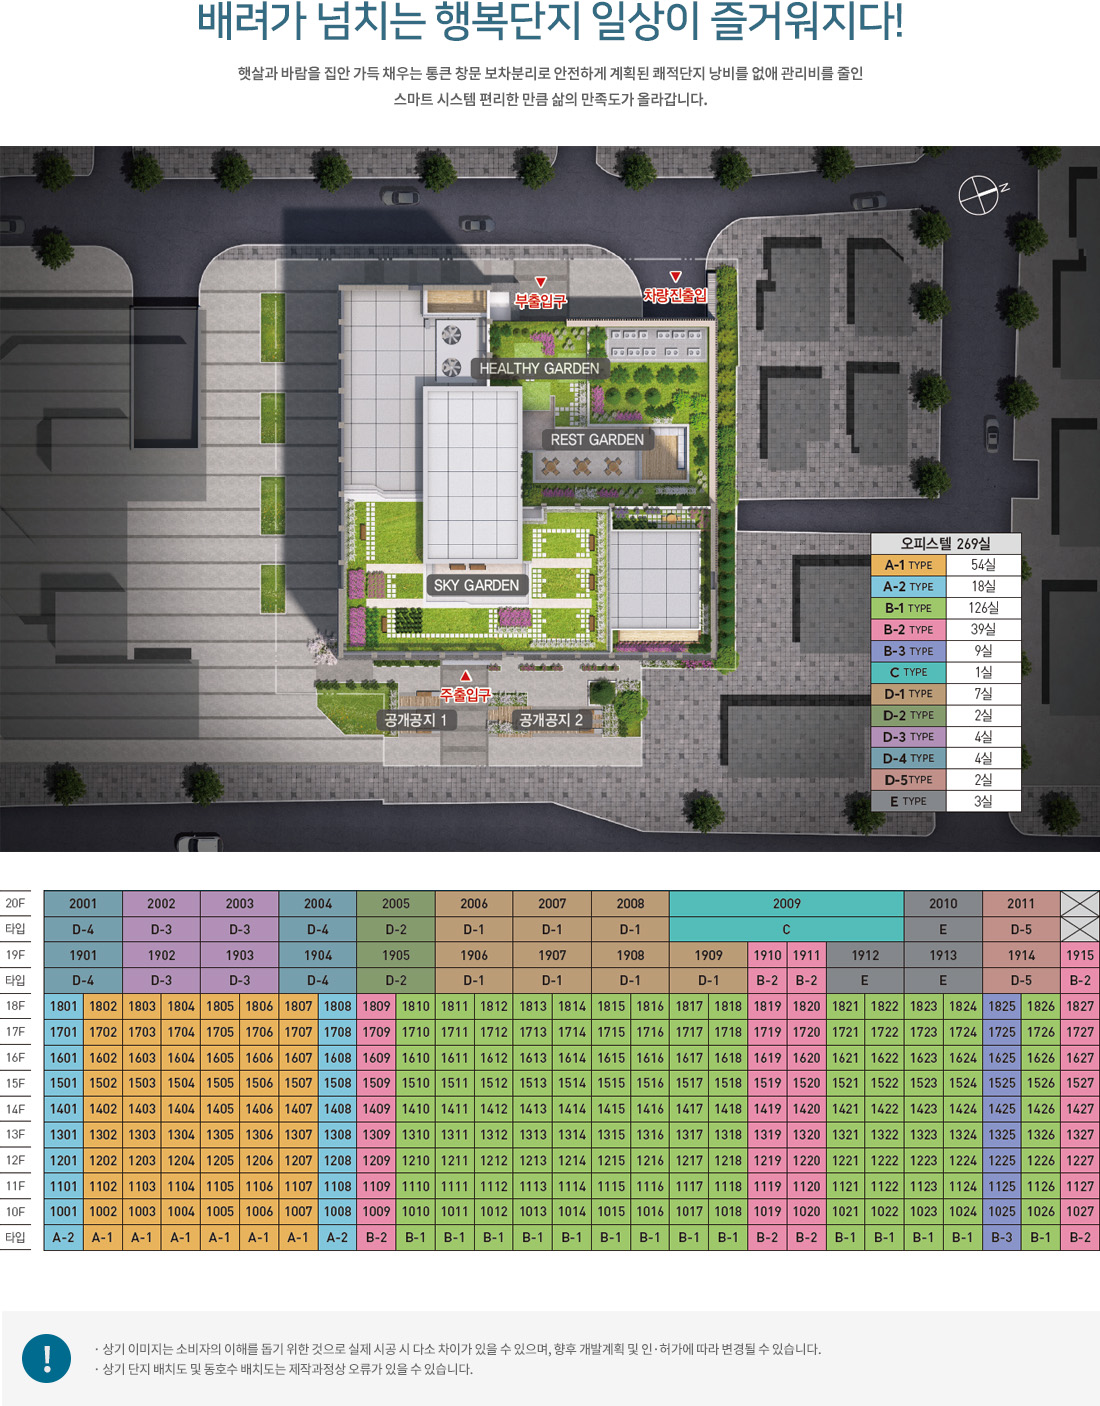 배려가 넘치는 행복단지 일상이 즐거워지다!
햇살과 바람을 집안 가득 채우는 통큰 창문 보차분리로 안전하게 계획된 쾌적단지 낭비를 없애 관리비를 줄인
스마트 시스템 편리한 만큼 삶의 만족도가 올라갑니다.
N
부출입구
차량진출입
HEALTHY GARDEN
REST GARDEN
SKY GARDEN
주출입구
공개공지 1
공개공지 2
오피스텔 269실
A-1 TYPE 54실
A-2 TYPE 18실
B-1 TYPE 126실
B-2 TYPE 39실
B-3 TYPE 9실
C TYPE 1실
D-1 TYPE 7실
D-2 TYPE 2실
D-3 TYPE 4실
D-4 TYPE 4실
D-5TYPE 2실
E TYPE 3실
20F 2001 2002 2003 2004 2005 2006 2007 2008 2009 2010 2011
타입 D-4 D-3 D-3 D-4 D-2 D-1 D-1 D-1 C E D-5
19F 1901 1902 1903 1904 1905 1906 1907 1908 1909 1910 1911 1912 1913 1914 1915
타입 D-4 D-3 D-3 D-4 D-2 D-1 D-1 D-1 D-1 B-2 B-2 E E D-5 B-2
18F 1801 1802 1803 1804 1805 1806 1807 1808 1809 1810 1811 1812 1813 1814 1815 1816 1817 1818 1819 1820 1821 1822 1823 1824 1825 1826 1827
17F 1701 1702 1703 1704 1705 1706 1707 1708 1709 1710 1711 1712 1713 1714 1715 1716 1717 1718 1719 1720 1721 1722 1723 1724 1725 1726 1727
16F 1601 1602 1603 1604 1605 1606 1607 1608 1609 1610 1611 1612 1613 1614 1615 1616 1617 1618 1619 1620 1621 1622 1623 1624 1625 1626 1627
15F 1501 1502 1503 1504 1505 1506 1507 1508 1509 1510 1511 1512 1513 1514 1515 1516 1517 1518 1519 1520 1521 1522 1523 1524 1525 1526 1527
14F 1401 1402 1403 1404 1405 1406 1407 1408 1409 1410 1411 1412 1413 1414 1415 1416 1417 1418 1419 1420 1421 1422 1423 1424 1425 1426 1427
13F 1301 1302 1303 1304 1305 1306 1307 1308 1309 1310 1311 1312 1313 1314 1315 1316 1317 1318 1319 1320 1321 1322 1323 1324 1325 1326 1327
12F 1201 1202 1203 1204 1205 1206 1207 1208 1209 1210 1211 1212 1213 1214 1215 1216 1217 1218 1219 1220 1221 1222 1223 1224 1225 1226 1227
11F 1101 1102 1103 1104 1105 1106 1107 1108 1109 1110 1111 1112 1113 1114 1115 1116 1117 1118 1119 1120 1121 1122 1123 1124 1125 1126 1127
10F 1001 1002 1003 1004 1005 1006 1007 1008 1009 1010 1011 1012 1013 1014 1015 1016 1017 1018 1019 1020 1021 1022 1023 1024 1025 1026 1027
타입 A-2 A-1 A-1 A-1 A-1 A-1 A-1 A-2 B-2 B-1 B-1 B-1 B-1 B-1 B-1 B-1 B-1 B-1 B-2 B-2 B-1 B-1 B-1 B-1 B-3 B-1 B-2
!
· 상기 이미지는 소비자의 이해를 돕기 위한 것으로 실제 시공 시 다소 차이가 있을 수 있으며, 향후 개발계획 및 인·허가에 따라 변경될 수 있습니다.
· 상기 단지 배치도 및 동호수 배치도는 제작과정상 오류가 있을 수 있습니다.